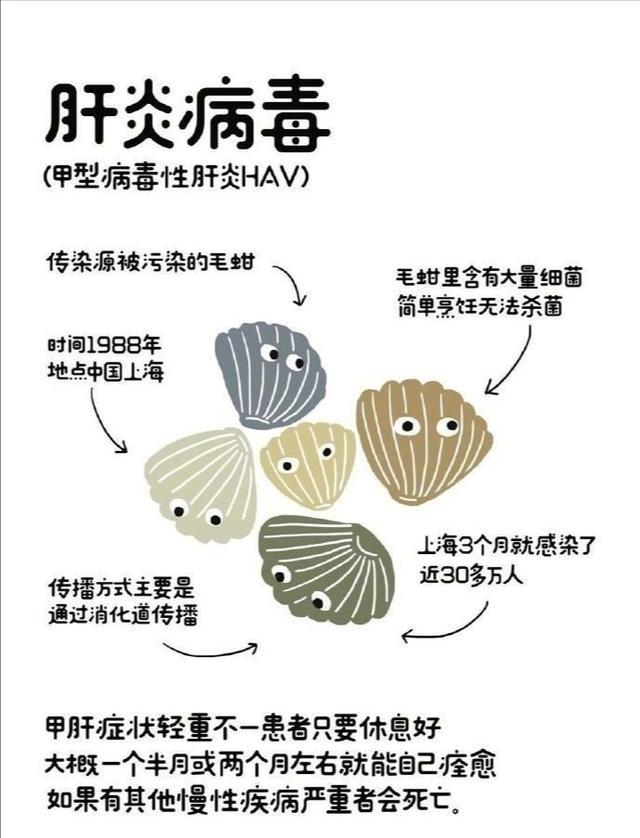 肝炎病毒
(甲型病毒性肝炎HAV)
传染源被污染的毛蚶
毛蚶里含有大量细菌
简单烹饪无法杀菌
时间1988年
地点中国上海
上海3个月就感染了
近30多万人
传播方式主要是
通过消化道传播
甲肝症状轻重不一患者只要休息好
大概一个半月或两个月左右就能自己痊愈
如果有其他慢性疾病严重者会死亡。